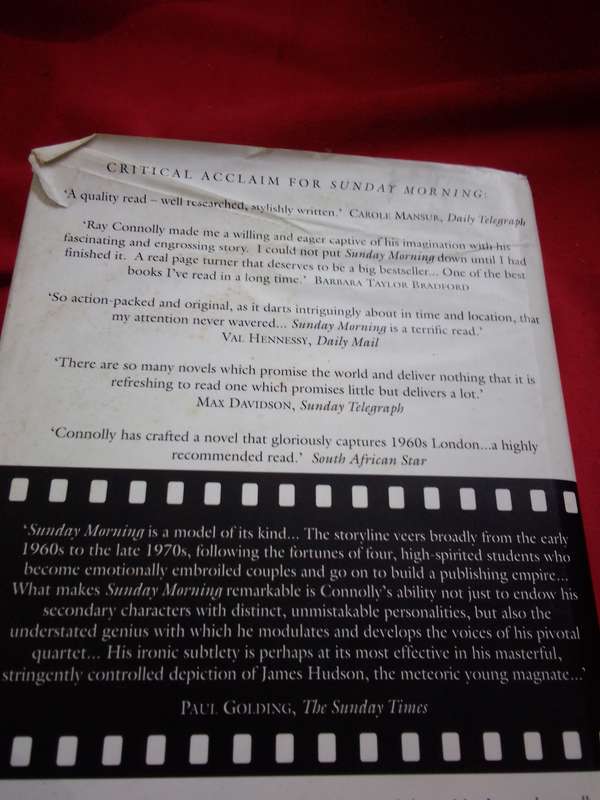 CRITICAL ACCLAIM FOR SUNDAY MORNING:
'A quality read – well researched, stylishly written.' CAROLE MANSUR, Daily Telegraph
'Ray Connolly made me a willing and eager captive of his imagination with his
fascinating and engrossing story. I could not put Sunday Morning down until I had
finished it. A real page turner that deserves to be a big bestseller... One of the best
books I've read in a long time.' BARBARA TAYLOR BRADFORD
'So action-packed and original, as it darts intriguingly about in time and location, that
my attention never wavered... Sunday Morning is a terrific read.'
VAL HENNESSY, Daily Mail
'There are so many novels which promise the world and deliver nothing that it is
refreshing to read one which promises little but delivers a lot.'
MAX DAVIDSON, Sunday Telegraph
'Connolly has crafted a novel that gloriously captures 1960s London...a highly
recommended read.' South African Star
'Sunday Morning is a model of its kind... The storyline veers broadly from the early
1960s to the late 1970s, following the fortunes of four, high-spirited students who
become emotionally embroiled couples and go on to build a publishing empire...
What makes Sunday Morning remarkable is Connolly's ability not just to endow his
secondary characters with distinct, unmistakable personalities, but also the
understated genius with which he modulates and develops the voices of his pivotal
quartet... His ironic subtlety is perhaps at its most effective in his masterful,
stringently controlled depiction of James Hudson, the meteoric young magnate...'
PAUL GOLDING, The Sunday Times